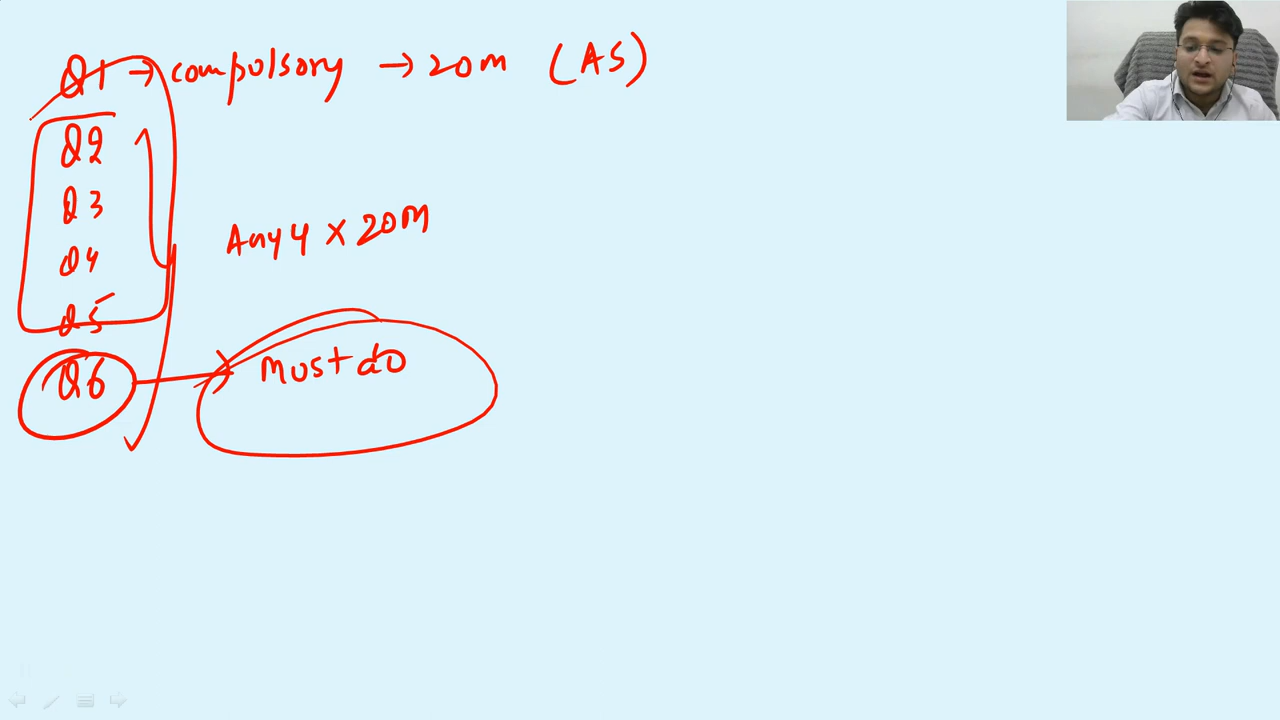 Q1 → compulsory → 20m (AS)
Q2
Q3
Any 4 × 20M
Q4
Q5
Q6 → Must do